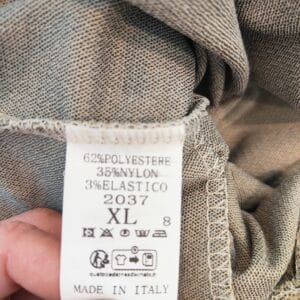 62%POLYESTERE
35%NYLON
3%ELASTICO
2037
XL
8
MADE IN ITALY